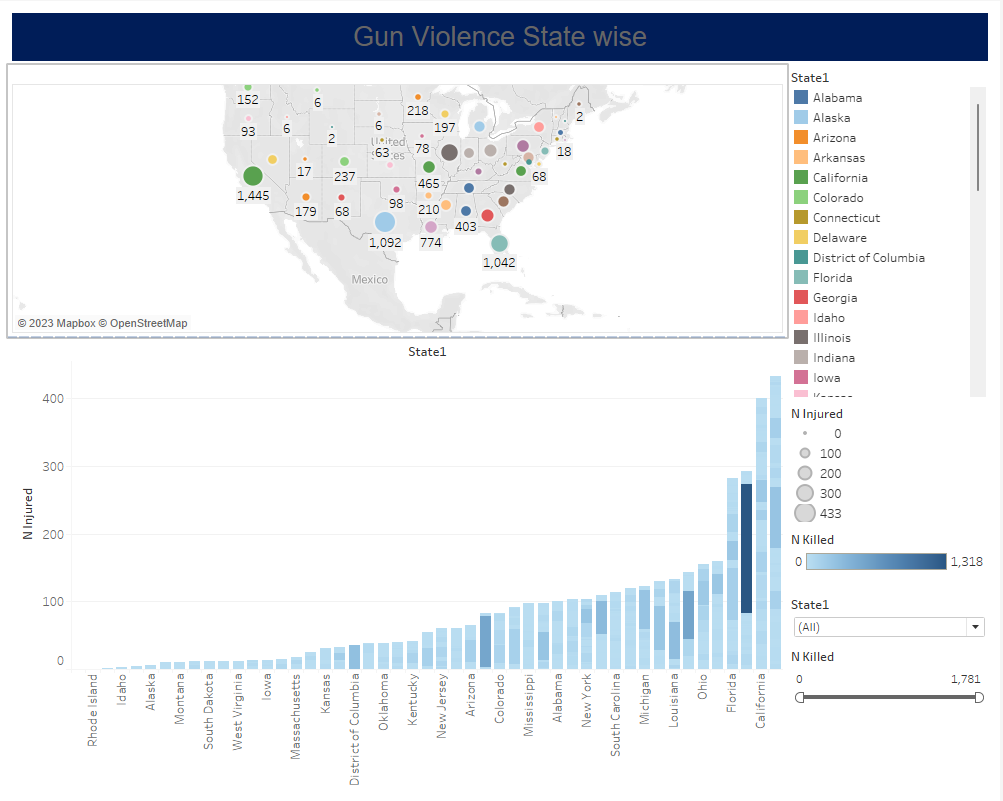 Gun Violence State wise
152
6
218
2
93
6
2
6
197
United
States
63
78
18
17
237
465
68
1,445
179
68
98
210
403
1,092
774
1,042
Mexico
© 2023 Mapbox © OpenStreetMap
State1
Alabama
Alaska
Arizona
Arkansas
California
Colorado
Connecticut
Delaware
District of Columbia
Florida
Georgia
Idaho
Illinois
Indiana
Iowa
Kansas
N Injured
0
100
200
300
433
N Killed
0 1,318
State1
(All)
N Killed
0 1,781
State1
N Injured
400
300
200
100
0
Rhode Island
Idaho
Alaska
Montana
South Dakota
West Virginia
Iowa
Massachusetts
Kansas
District of Columbia
Oklahoma
Kentucky
New Jersey
Arizona
Colorado
Mississippi
Alabama
New York
South Carolina
Michigan
Louisiana
Ohio
Florida
California